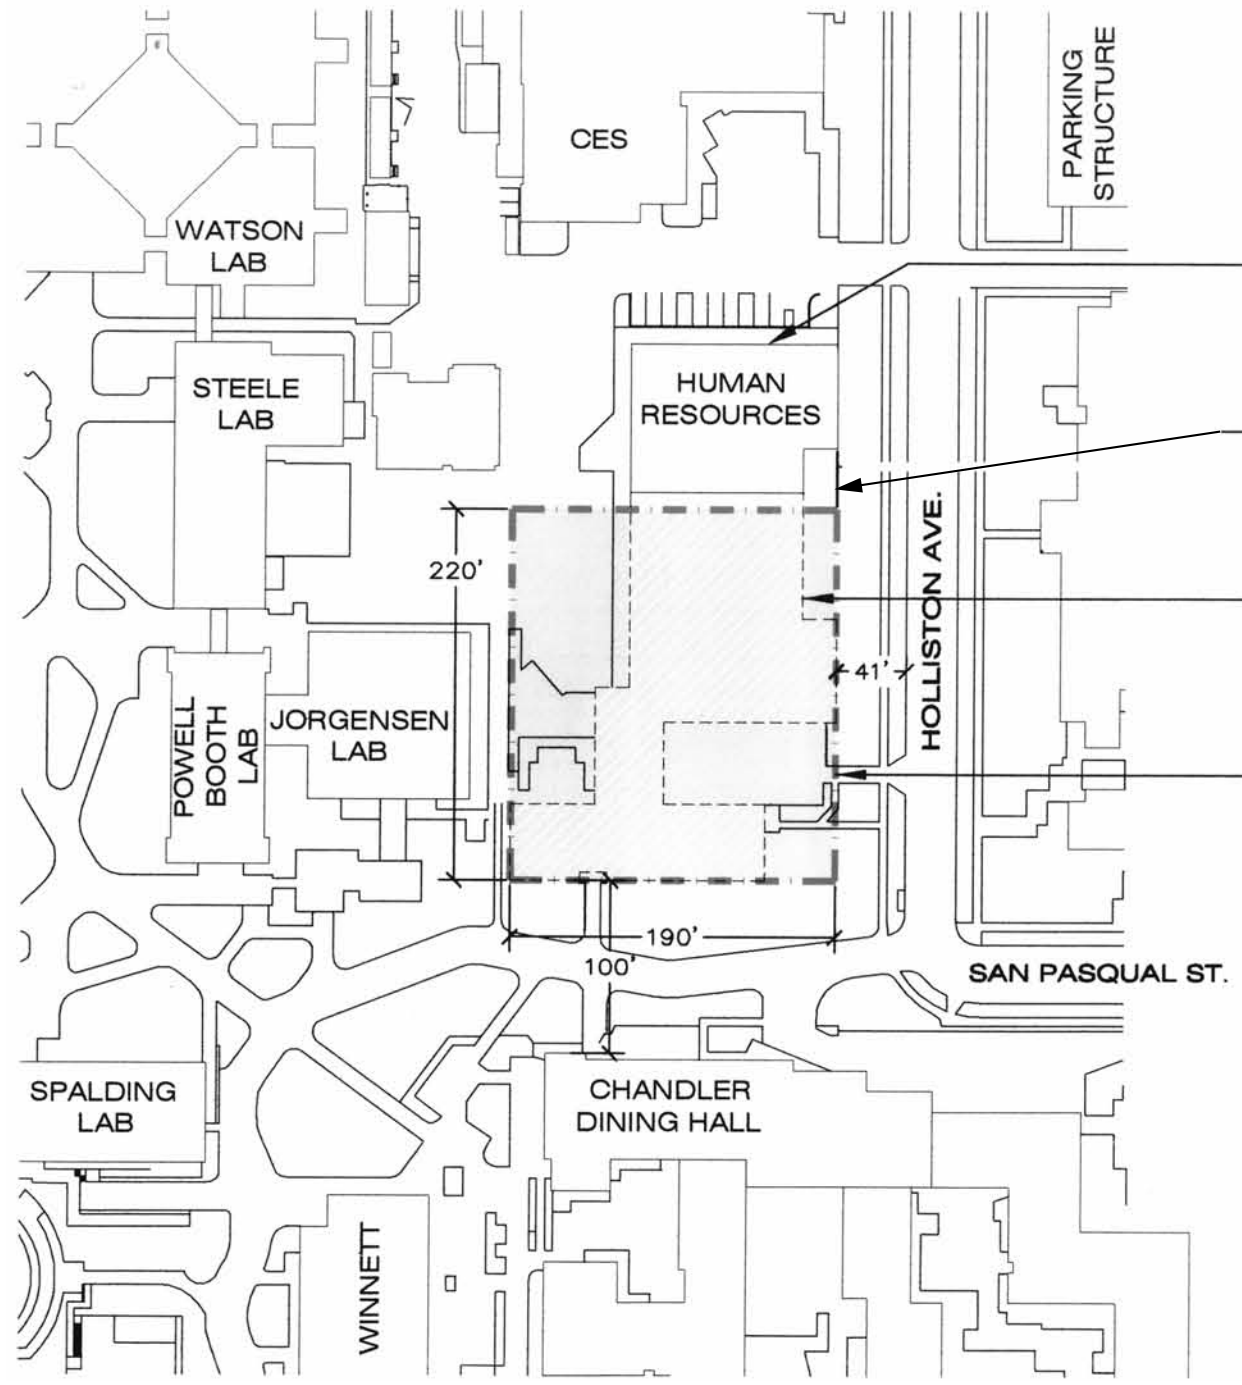 PARKING
STRUCTURE
CES
WATSON
LAB
HUMAN
RESOURCES
STEELE
LAB
HOLLISTON AVE.
220'
41'
POWELL
BOOTH
LAB
JORGENSEN
LAB
190'
100'
SAN PASQUAL ST.
SPALDING
LAB
CHANDLER
DINING HALL
WINNETT